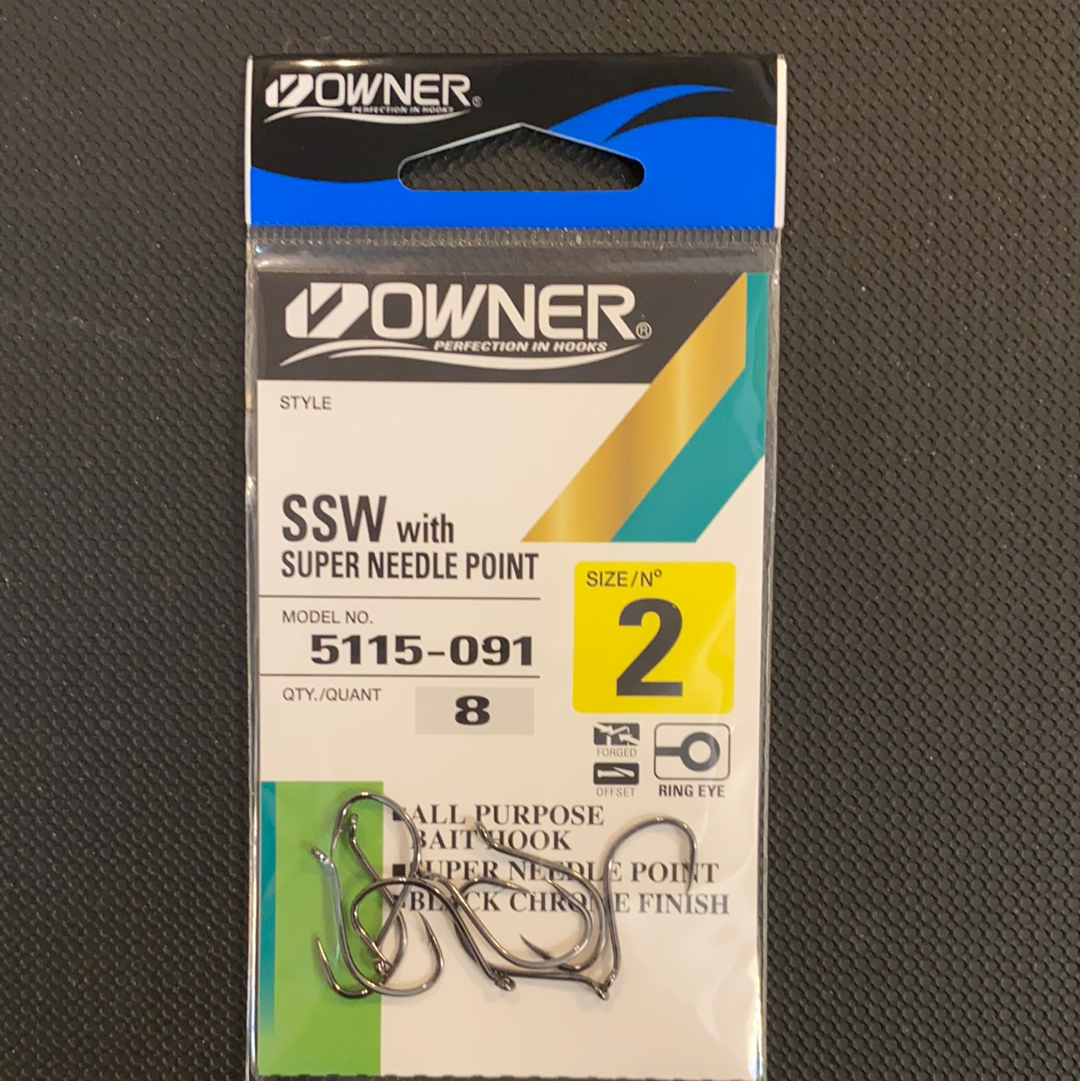 OWNER®
PERFECTION IN HOOKS
OWNER®
PERFECTION IN HOOKS
STYLE
SSW with
SUPER NEEDLE POINT
SIZE/Nº
2
MODEL NO.
5115-091
QTY./QUANT
8
FORGED
OFFSET
RING EYE
■ALL PURPOSE
BAIT HOOK
■SUPER NEEDLE POINT
■BLACK CHROME FINISH